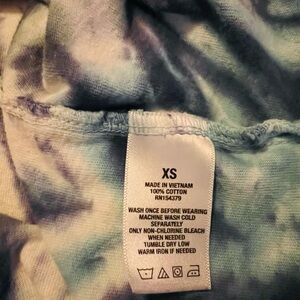 XS
MADE IN VIETNAM
100% COTTON
RN154379
WASH ONCE BEFORE WEARING
MACHINE WASH COLD
SEPARATELY
ONLY NON-CHLORINE BLEACH
WHEN NEEDED
TUMBLE DRY LOW
WARM IRON IF NEEDED